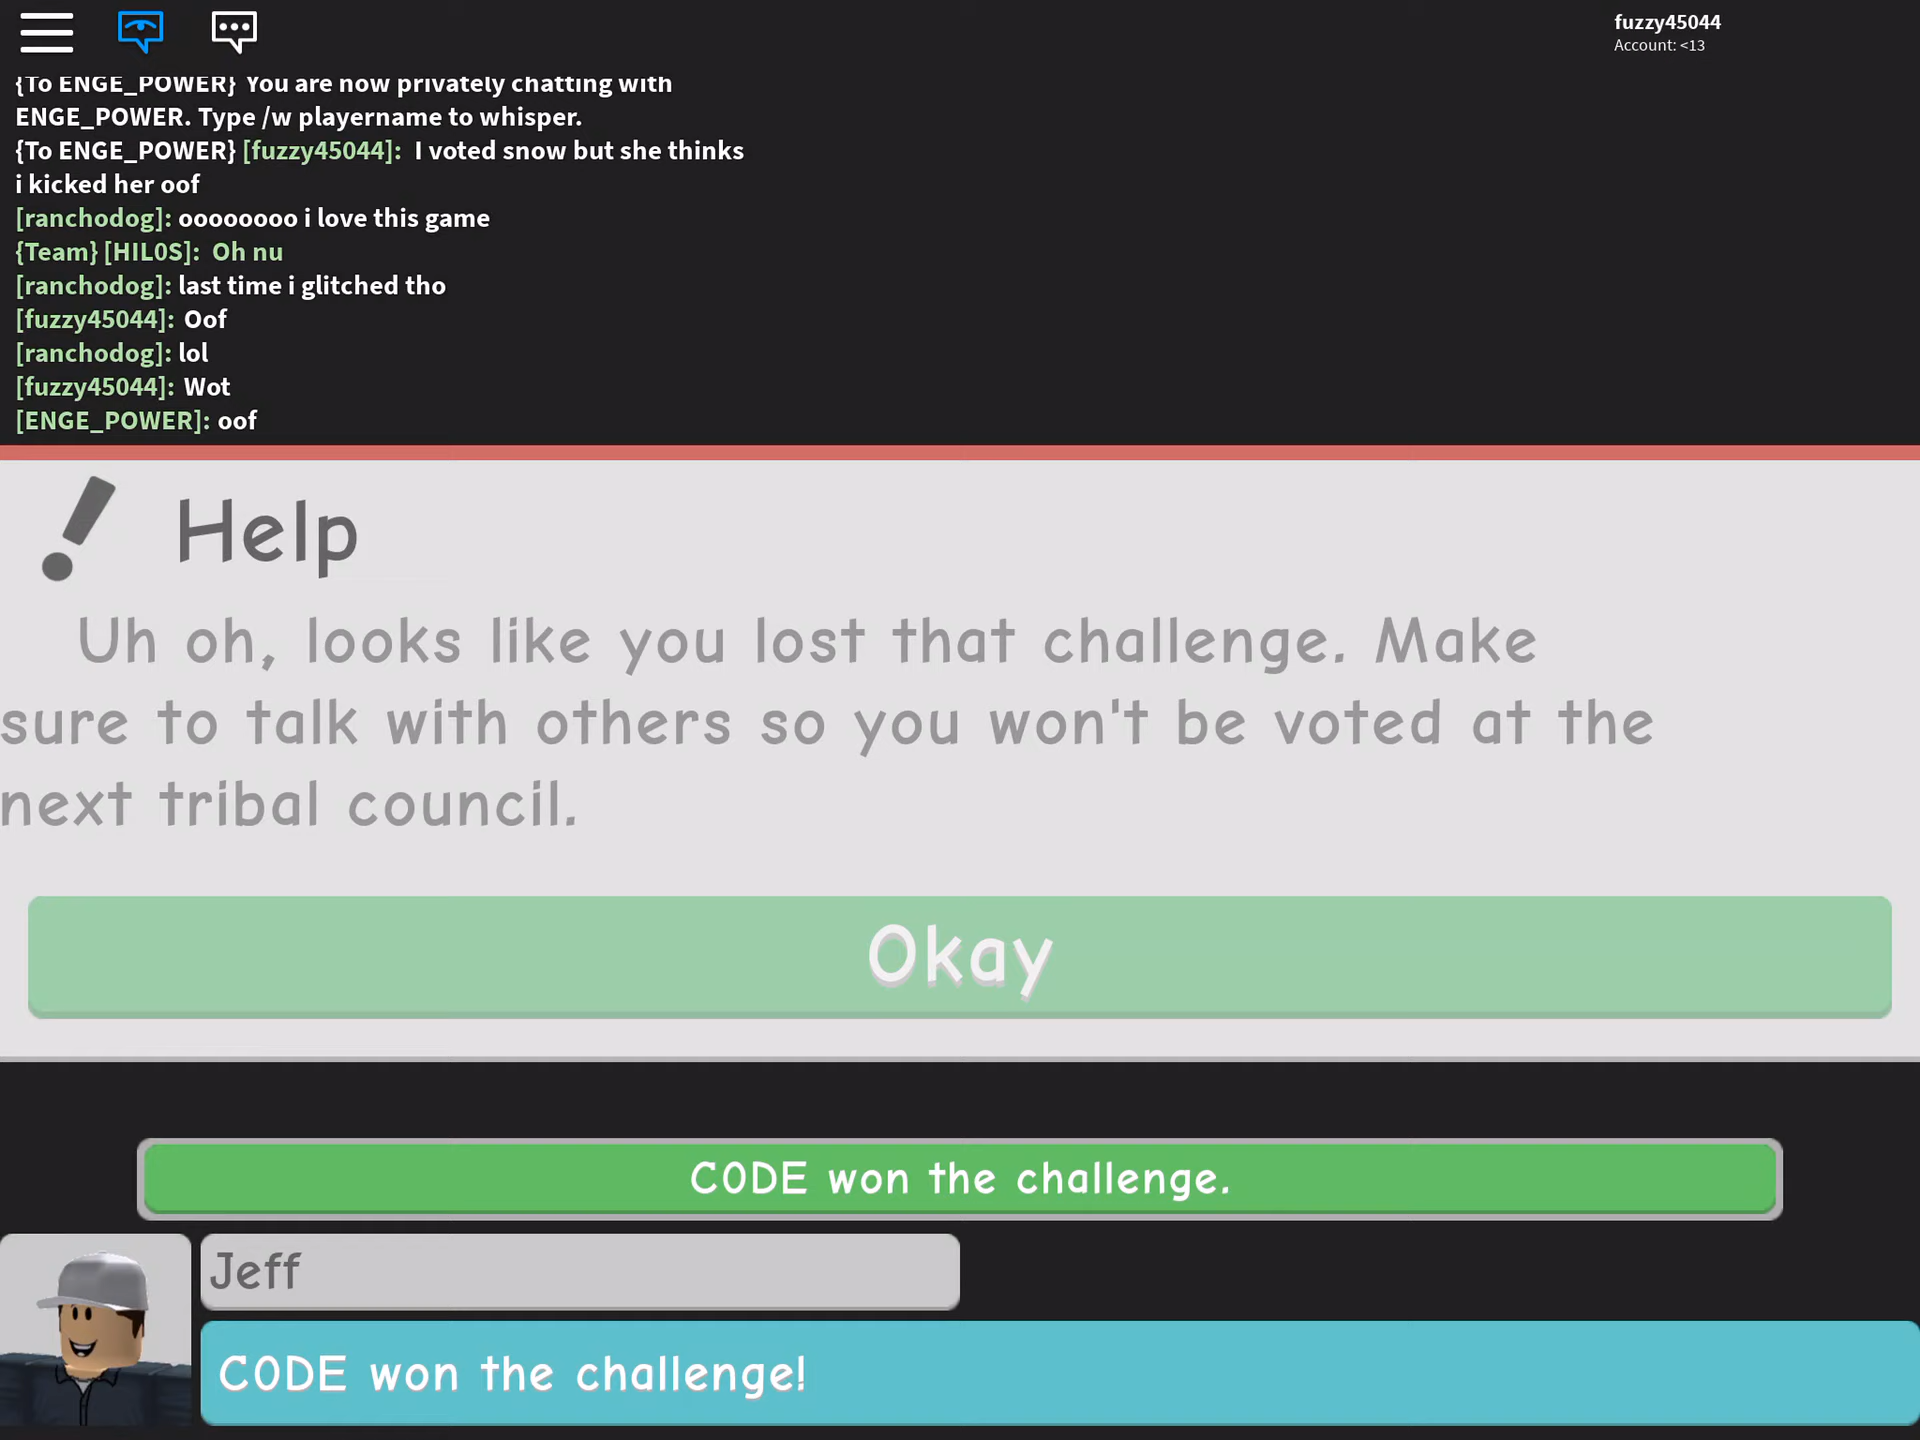 fuzzy45044
Account: <13
{To ENGE_POWER} You are now privately chatting with
ENGE_POWER. Type /w playername to whisper.
{To ENGE_POWER} [fuzzy45044]: I voted snow but she thinks
i kicked her oof
[ranchodog]: oooooooo i love this game
{Team} [HIL0S]: Oh nu
[ranchodog]: last time i glitched tho
[fuzzy45044]: Oof
[ranchodog]: lol
[fuzzy45044]: Wot
[ENGE_POWER]: oof
Help
Uh oh, looks like you lost that challenge. Make
sure to talk with others so you won't be voted at the
next tribal council.
Okay
C0DE won the challenge.
Jeff
C0DE won the challenge!